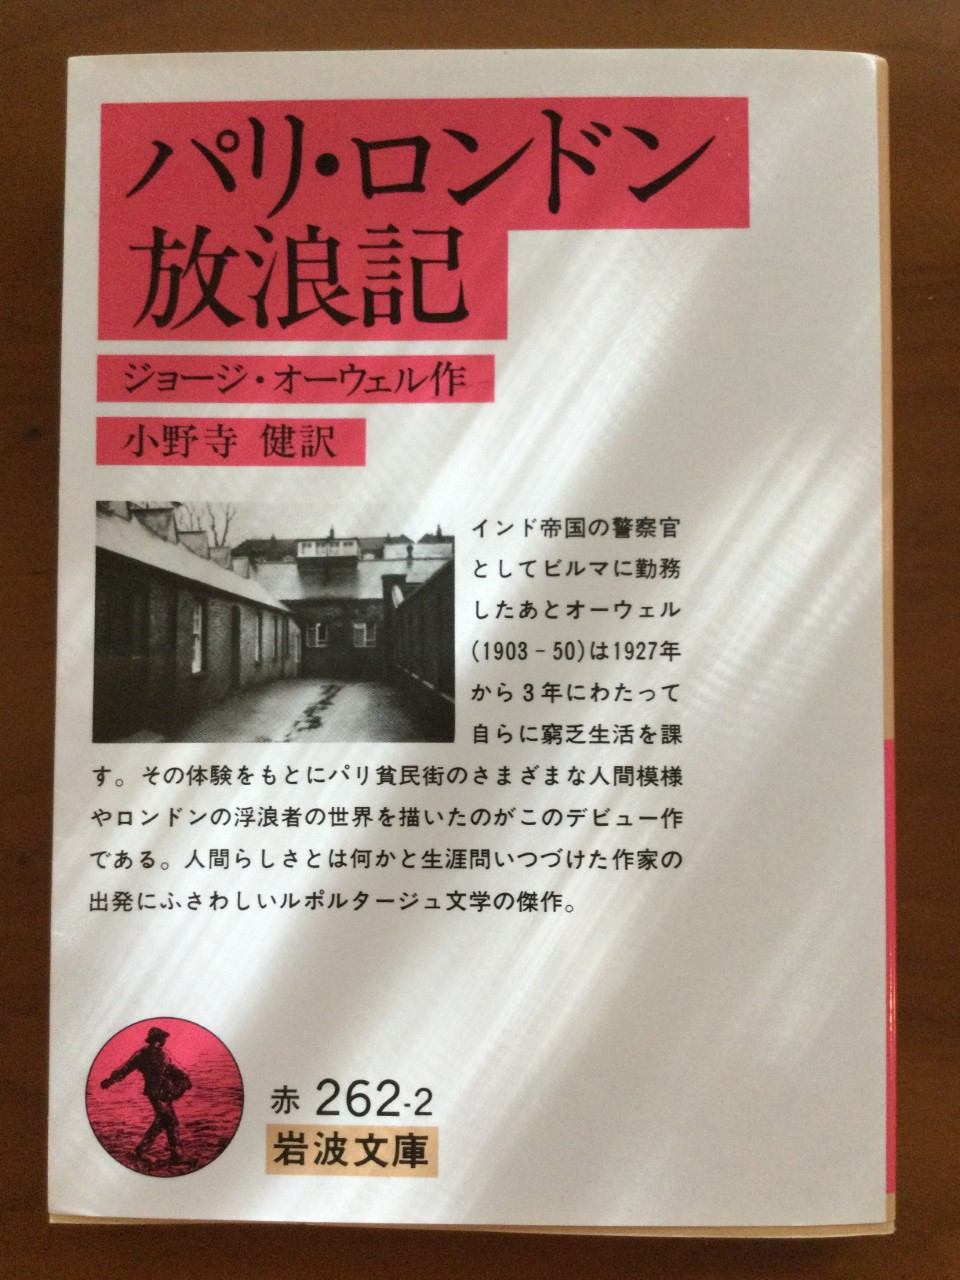 パリ・ロンドン
放浪記
ジョージ・オーウェル作
小野寺 健訳
インド帝国の警察官
としてビルマに勤務
したあとオーウェル
(1903-50)は1927年
から3年にわたって
自らに窮乏生活を課
す。その体験をもとにパリ貧民街のさまざまな人間模様
やロンドンの浮浪者の世界を描いたのがこのデビュー作
である。人間らしさとは何かと生涯問いつづけた作家の
出発にふさわしいルポルタージュ文学の傑作。
赤 262-2
岩波文庫